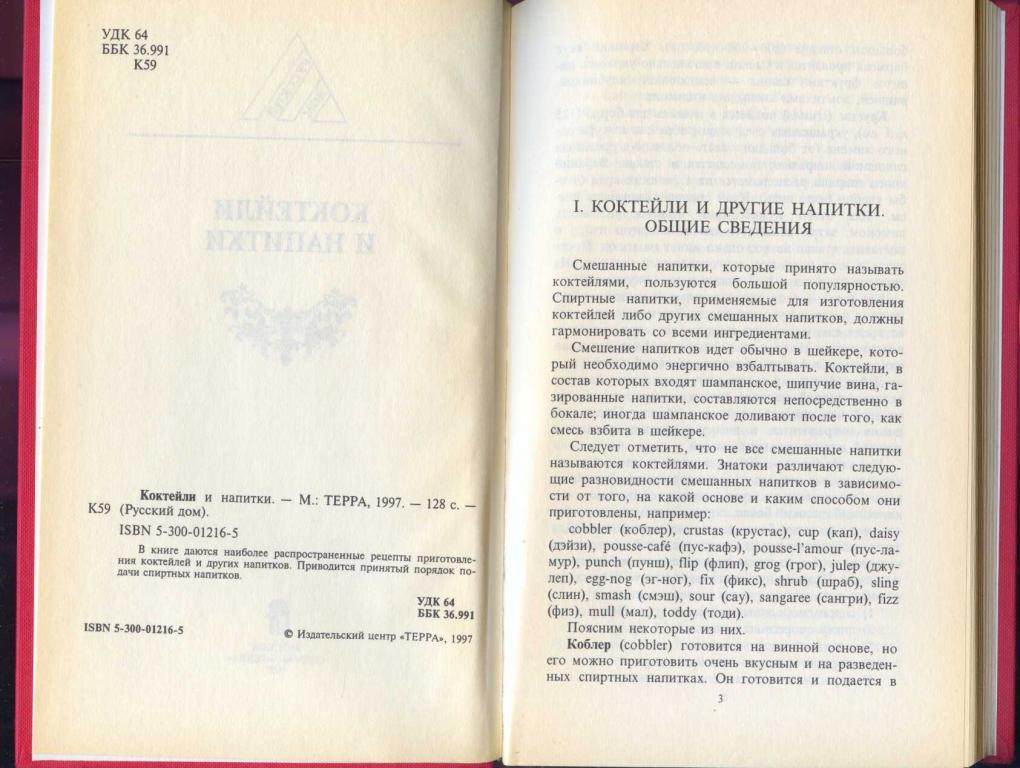 УДК 64
ББК 36.991
К59
КОКТЕЙЛИ
И НАПИТКИ
Коктейли и напитки. — М.: ТЕРРА, 1997. — 128 с. —
К59 (Русский дом).
ISBN 5-300-01216-5
В книге даются наиболее распространенные рецепты приготовле-
ния коктейлей и других напитков. Приводится принятый порядок по-
дачи спиртных напитков.
УДК 64
ББК 36.991
ISBN 5-300-01216-5
© Издательский центр «ТЕРРА», 1997
I. КОКТЕЙЛИ И ДРУГИЕ НАПИТКИ.
ОБЩИЕ СВЕДЕНИЯ
Смешанные напитки, которые принято называть
коктейлями, пользуются большой популярностью.
Спиртные напитки, применяемые для изготовления
коктейлей либо других смешанных напитков, должны
гармонировать со всеми ингредиентами.
Смешение напитков идет обычно в шейкере, кото-
рый необходимо энергично взбалтывать. Коктейли, в
состав которых входят шампанское, шипучие вина, га-
зированные напитки, составляются непосредственно в
бокале; иногда шампанское доливают после того, как
смесь взбита в шейкере.
Следует отметить, что не все смешанные напитки
называются коктейлями. Знатоки различают следую-
щие разновидности смешанных напитков в зависимо-
сти от того, на какой основе и каким способом они
приготовлены, например:
cobbler (коблер), crustas (крустас), cup (кап), daisy
(дэйзи), pousse-café (пус-кафэ), pousse-l'amour (пус-ла-
мур), punch (пунш), flip (флип), grog (грог), julep (джу-
леп), egg-nog (эг-ног), fix (фикс), shrub (шраб), sling
(слин), smash (смэш), sour (сау), sangaree (сангри), fizz
(физ), mull (мал), toddy (тоди).
Поясним некоторые из них.
Коблер (cobbler) готовится на винной основе, но
его можно приготовить очень вкусным и на разведен-
ных спиртных напитках. Он готовится и подается в
3